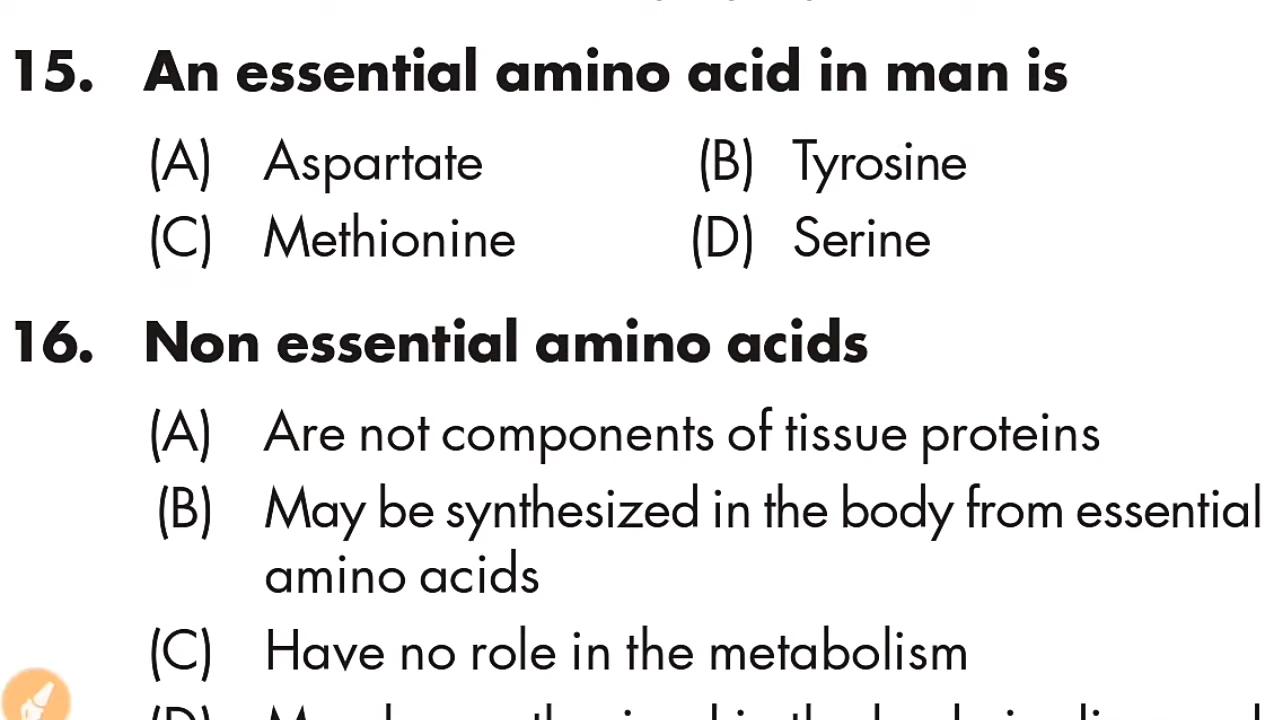 15. An essential amino acid in man is
(A) Aspartate (B) Tyrosine
(C) Methionine (D) Serine
16. Non essential amino acids
(A) Are not components of tissue proteins
(B) May be synthesized in the body from essential
amino acids
(C) Have no role in the metabolism